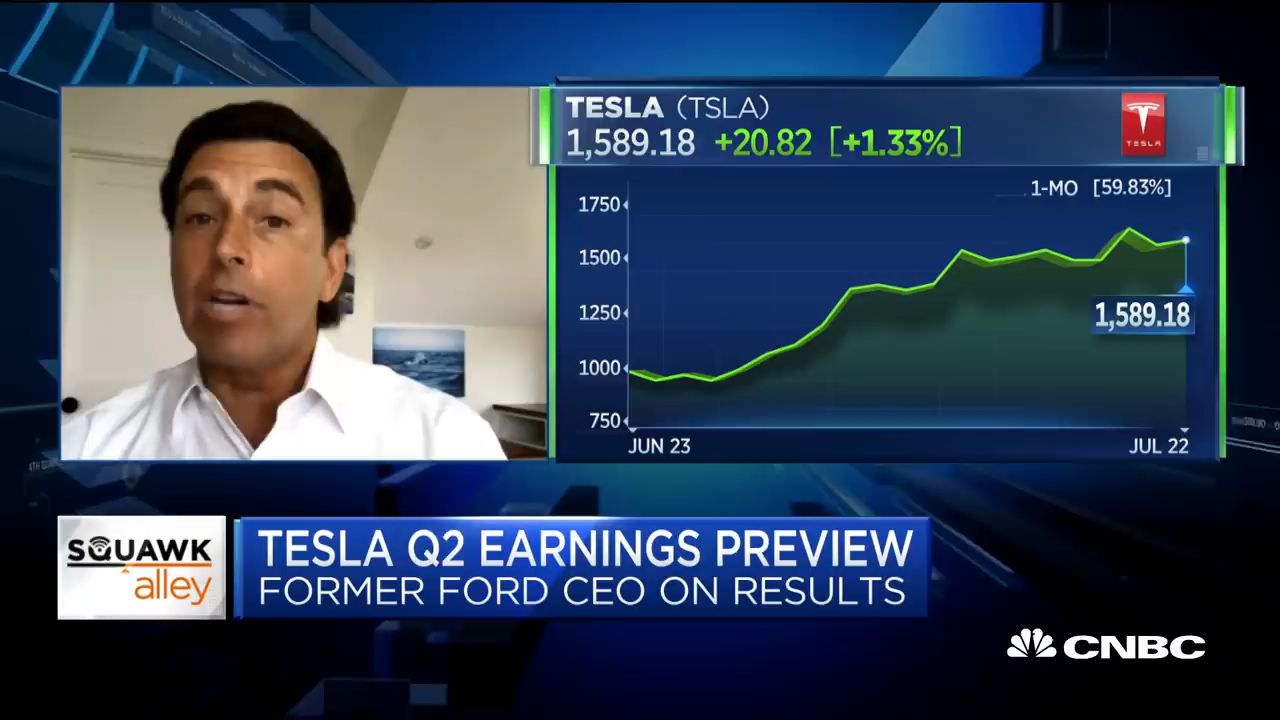 TESLA (TSLA)
1,589.18 +20.82 [+1.33%]
TESLA
1-MO [59.83%]
1750
1500
1250
1000
750
1,589.18
JUN 23 JUL 22
SQUAWK
alley
TESLA Q2 EARNINGS PREVIEW
FORMER FORD CEO ON RESULTS
CNBC